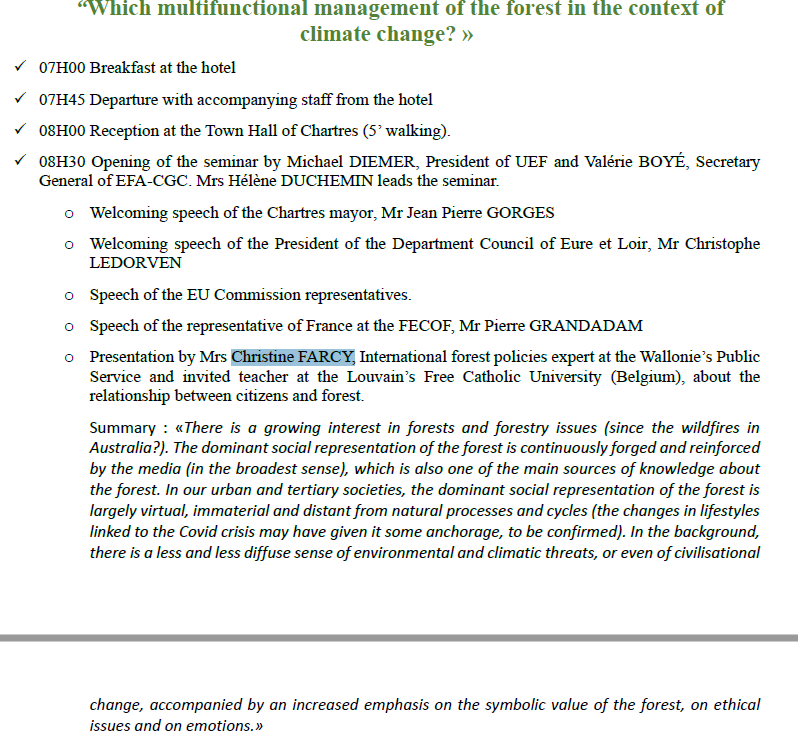 “Which multifunctional management of the forest in the context of
climate change? »
✓ 07H00 Breakfast at the hotel
✓ 07H45 Departure with accompanying staff from the hotel
✓ 08H00 Reception at the Town Hall of Chartres (5’ walking).
✓ 08H30 Opening of the seminar by Michael DIEMER, President of UEF and Valérie BOYÉ, Secretary
General of EFA-CGC. Mrs Hélène DUCHEMIN leads the seminar.
o Welcoming speech of the Chartres mayor, Mr Jean Pierre GORGES
o Welcoming speech of the President of the Department Council of Eure et Loir, Mr Christophe
LEDORVEN
o Speech of the EU Commission representatives.
o Speech of the representative of France at the FECOF, Mr Pierre GRANDADAM
o Presentation by Mrs Christine FARCY, International forest policies expert at the Wallonie’s Public
Service and invited teacher at the Louvain’s Free Catholic University (Belgium), about the
relationship between citizens and forest.
Summary : «There is a growing interest in forests and forestry issues (since the wildfires in
Australia?). The dominant social representation of the forest is continuously forged and reinforced
by the media (in the broadest sense), which is also one of the main sources of knowledge about
the forest. In our urban and tertiary societies, the dominant social representation of the forest is
largely virtual, immaterial and distant from natural processes and cycles (the changes in lifestyles
linked to the Covid crisis may have given it some anchorage, to be confirmed). In the background,
there is a less and less diffuse sense of environmental and climatic threats, or even of civilisational
change, accompanied by an increased emphasis on the symbolic value of the forest, on ethical
issues and on emotions.»